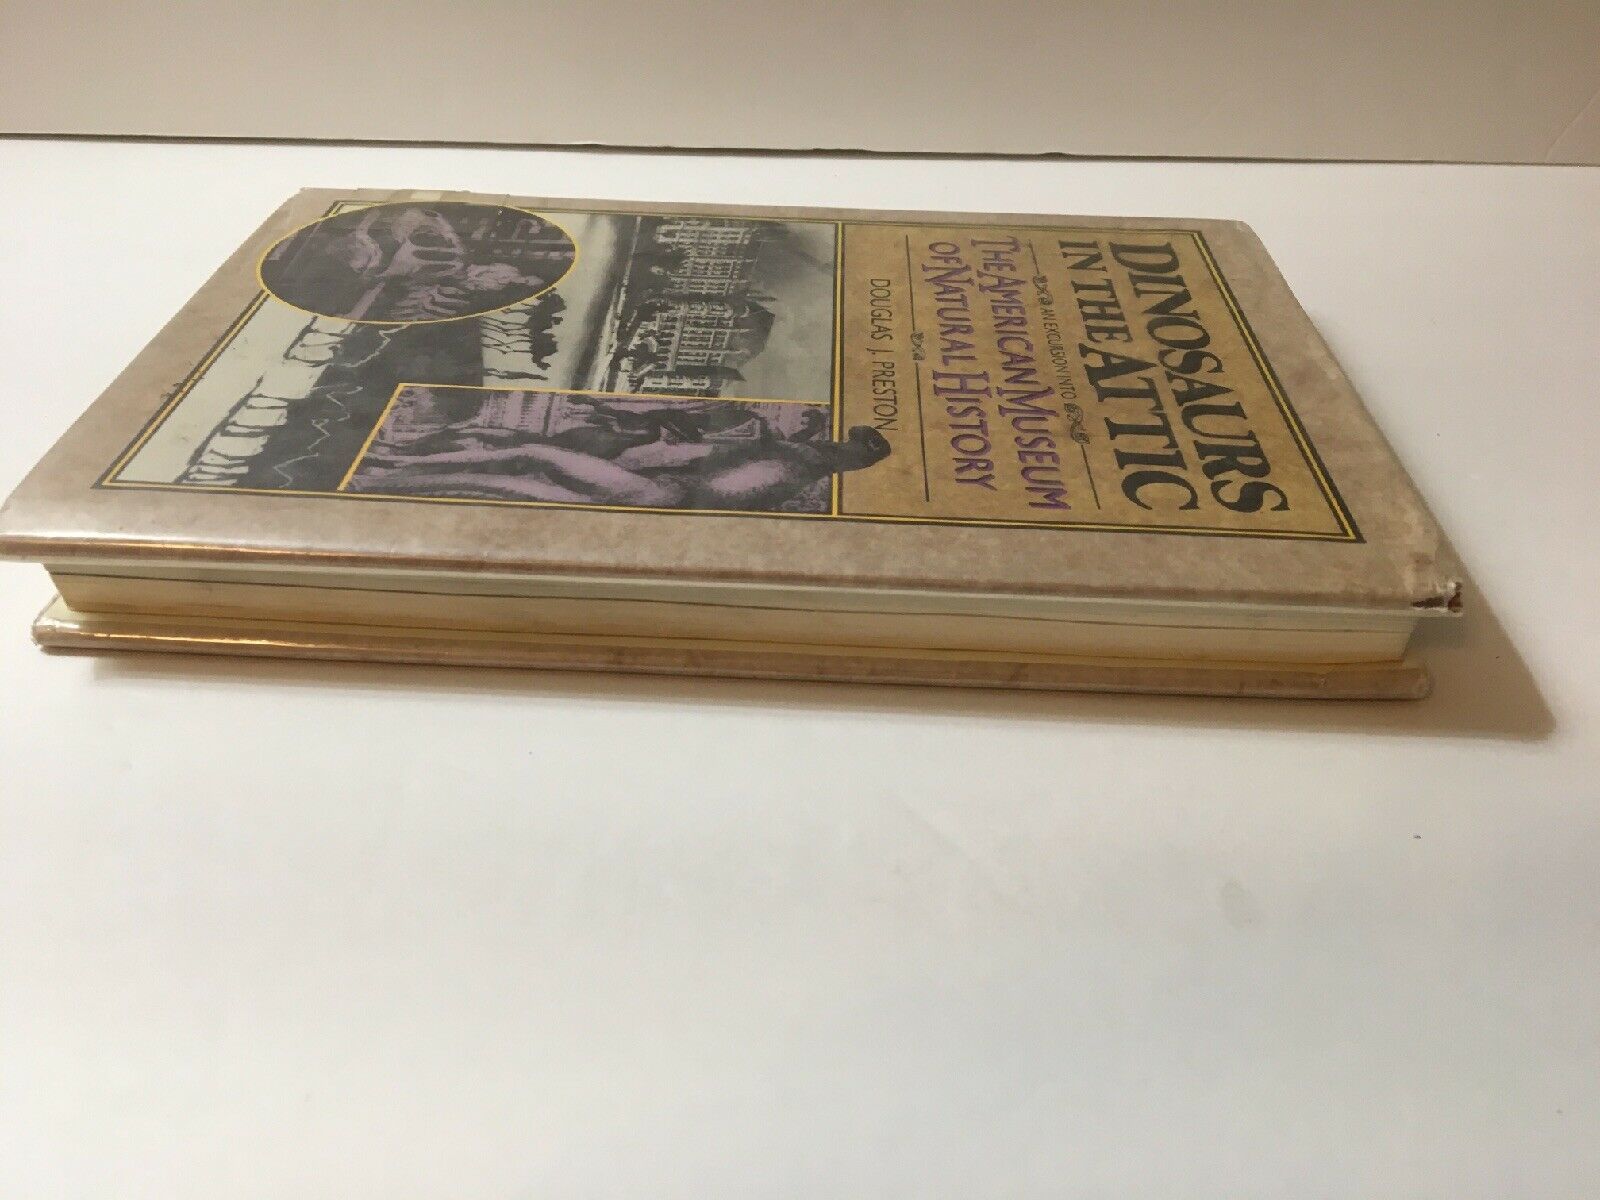 DINOSAURS
IN THE ATTIC
AN EXCURSION INTO
THE AMERICAN MUSEUM
OF NATURAL HISTORY
DOUGLAS J. PRESTON